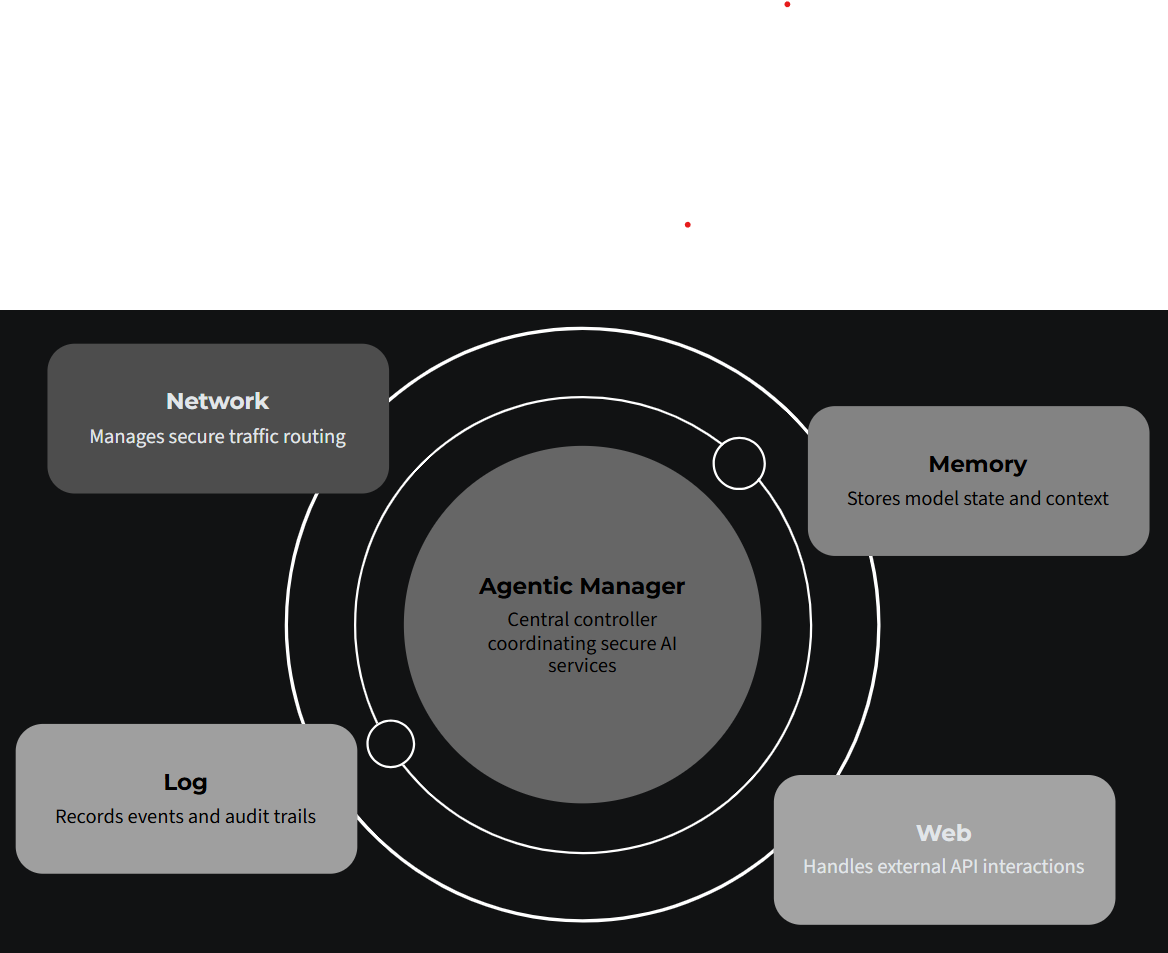 Network
Manages secure traffic routing
Memory
Stores model state and context
Agentic Manager
Central controller
coordinating secure AI
services
Log
Records events and audit trails
Web
Handles external API interactions